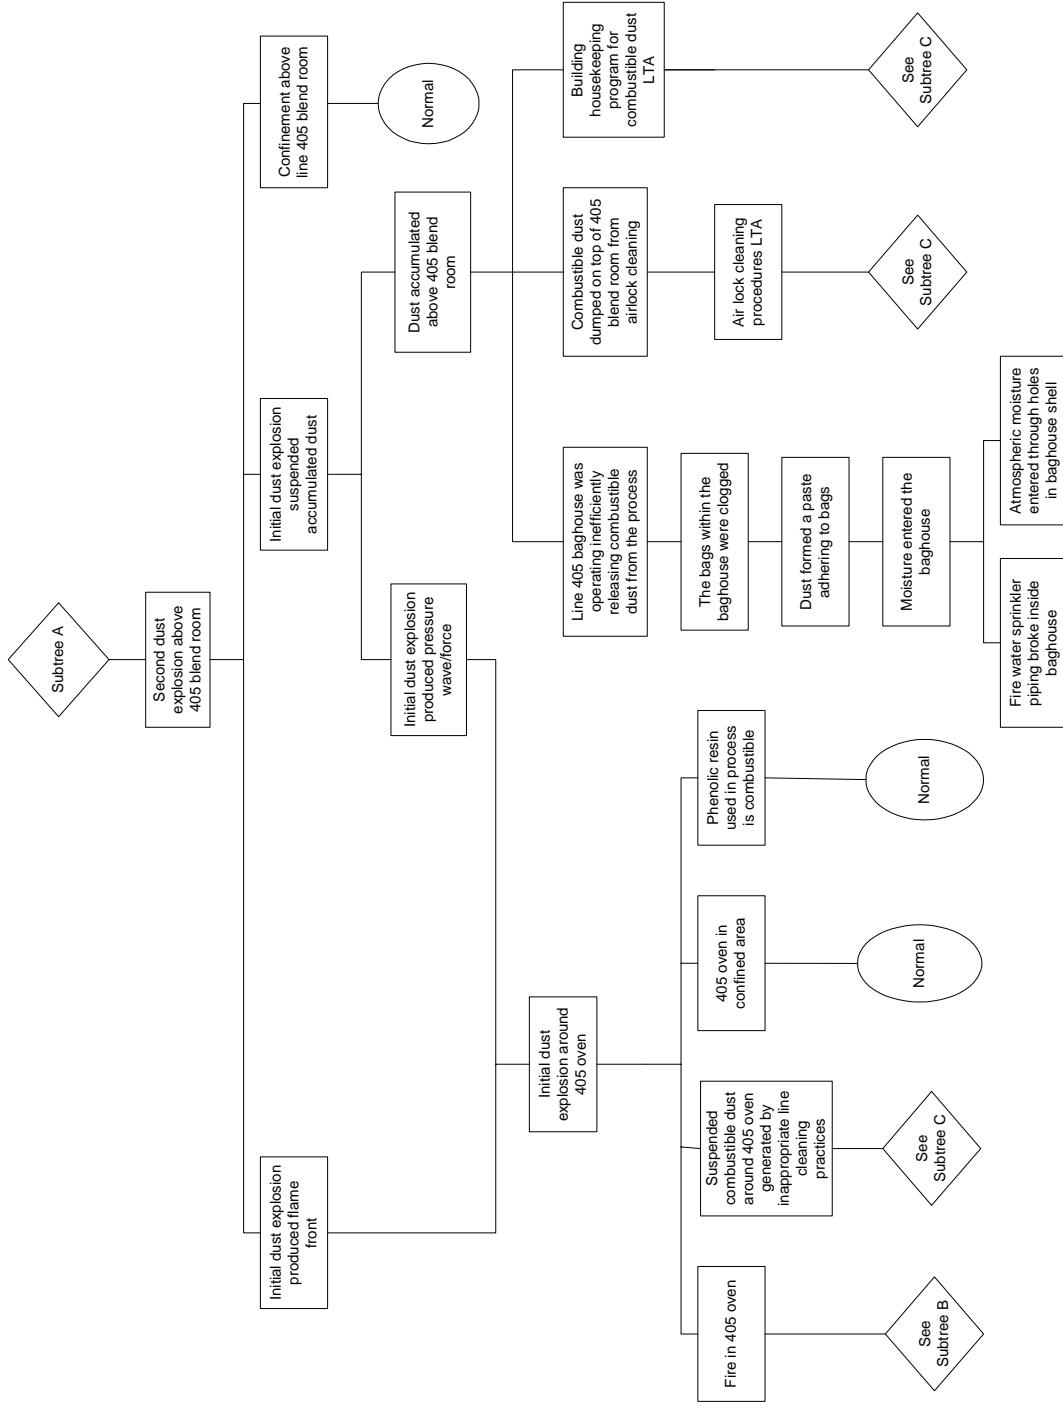 Subtree A
Second dust
explosion above
405 blend room
Initial dust explosion
produced flame
front
Initial dust explosion
suspended
accumulated dust
Confinement above
line 405 blend room
Normal
Initial dust explosion
produced pressure
wave/force
Dust accumulated
above 405 blend
room
Initial dust
explosion around
405 oven
Line 405 baghouse was
operating inefficiently
releasing combustible
dust from the process
Combustible dust
dumped on top of 405
blend room from
airlock cleaning
Building
housekeeping
program for
combustible dust
LTA
Fire in 405 oven
Suspended
combustible dust
around 405 oven
generated by
inappropriate line
cleaning
practices
405 oven in
confined area
Phenolic resin
used in process
is combustible
The bags within the
baghouse were clogged
Air lock cleaning
procedures LTA
Dust formed a paste
adhering to bags
See
Subtree B
See
Subtree C
Normal
Normal
Moisture entered the
baghouse
See
Subtree C
See
Subtree C
Fire water sprinkler
piping broke inside
baghouse
Atmospheric moisture
entered through holes
in baghouse shell